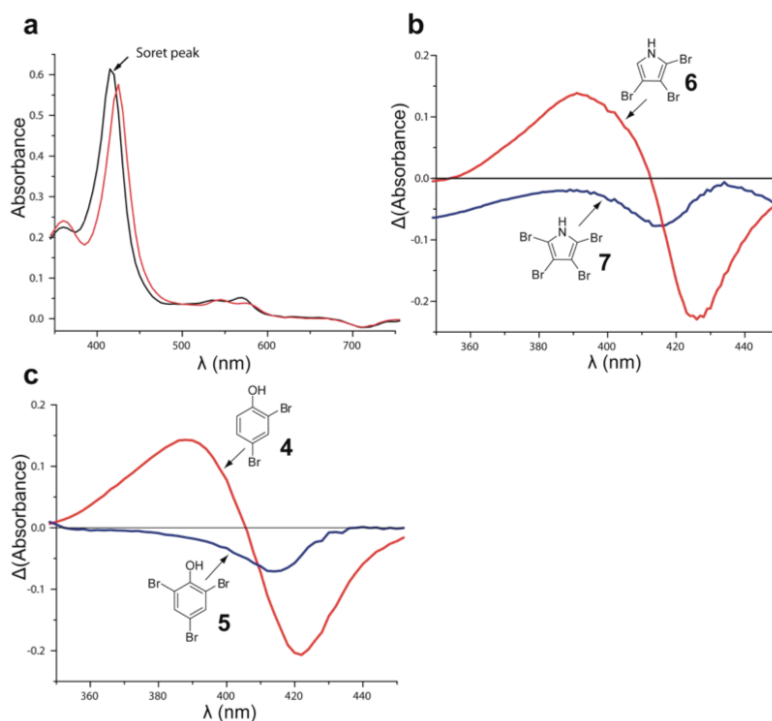 a
Soret peak
0.6
0.5
0.4
0.3
0.2
0.1
0.0
Absorbance
400
500
600
700
λ (nm)
b
0.2
0.1
0.0
-0.1
-0.2
Δ(Absorbance)
H
N
Br
Br
Br
6
H
N
Br
Br
Br
Br
7
360
380
400
420
440
λ (nm)
c
0.2
0.1
0.0
-0.1
-0.2
Δ(Absorbance)
OH
Br
Br
4
OH
Br
Br
Br
5
360
380
400
420
440
λ (nm)